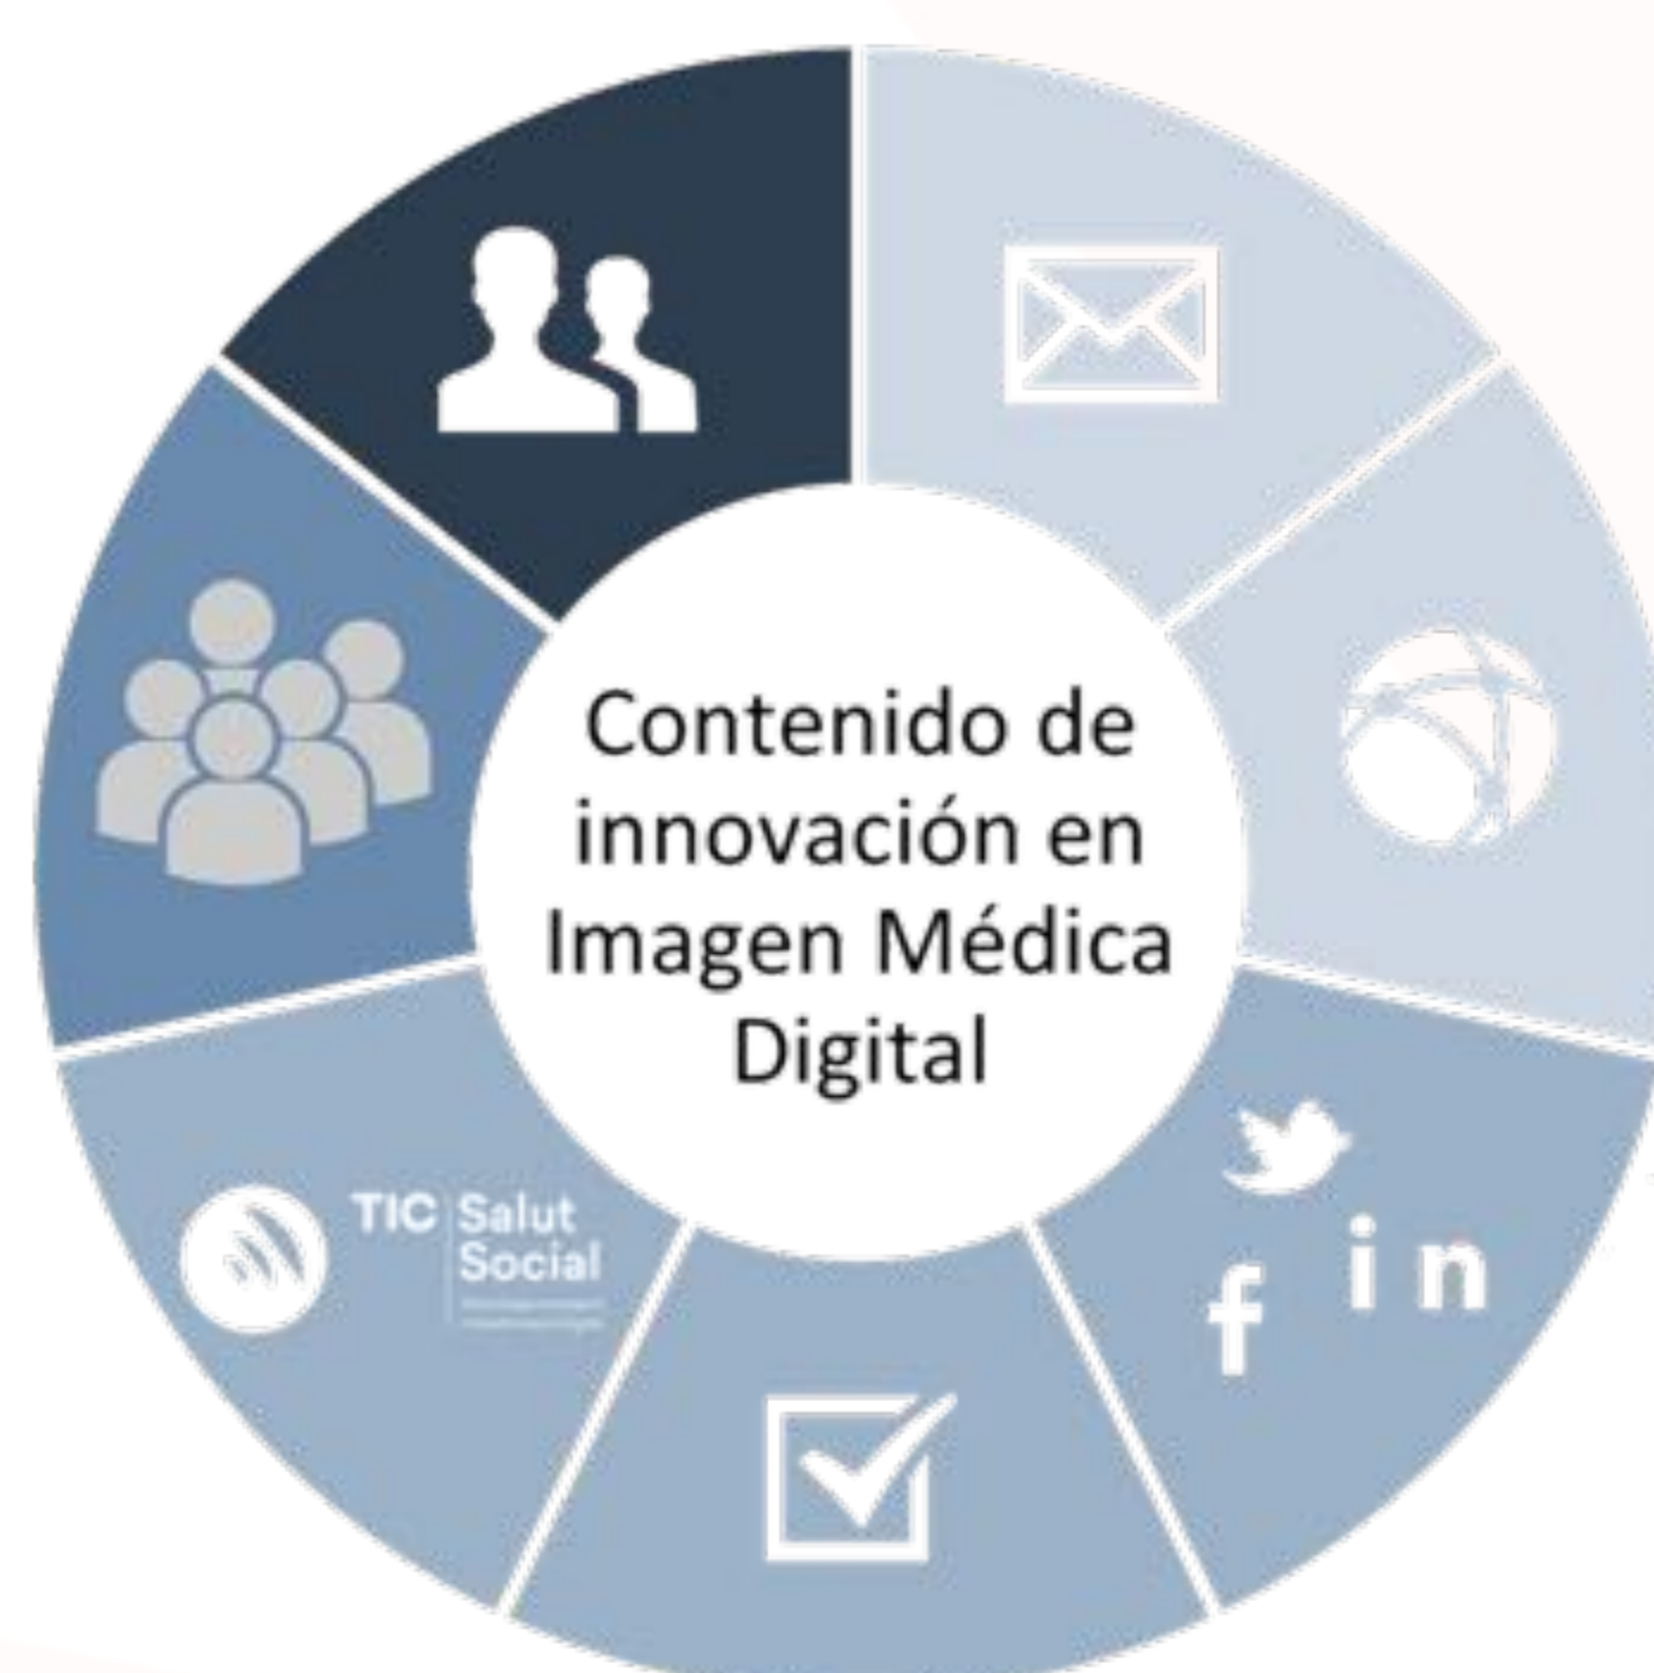 Contenido de
innovación en
Imagen Médica
Digital
TIC Salut
Social
f in